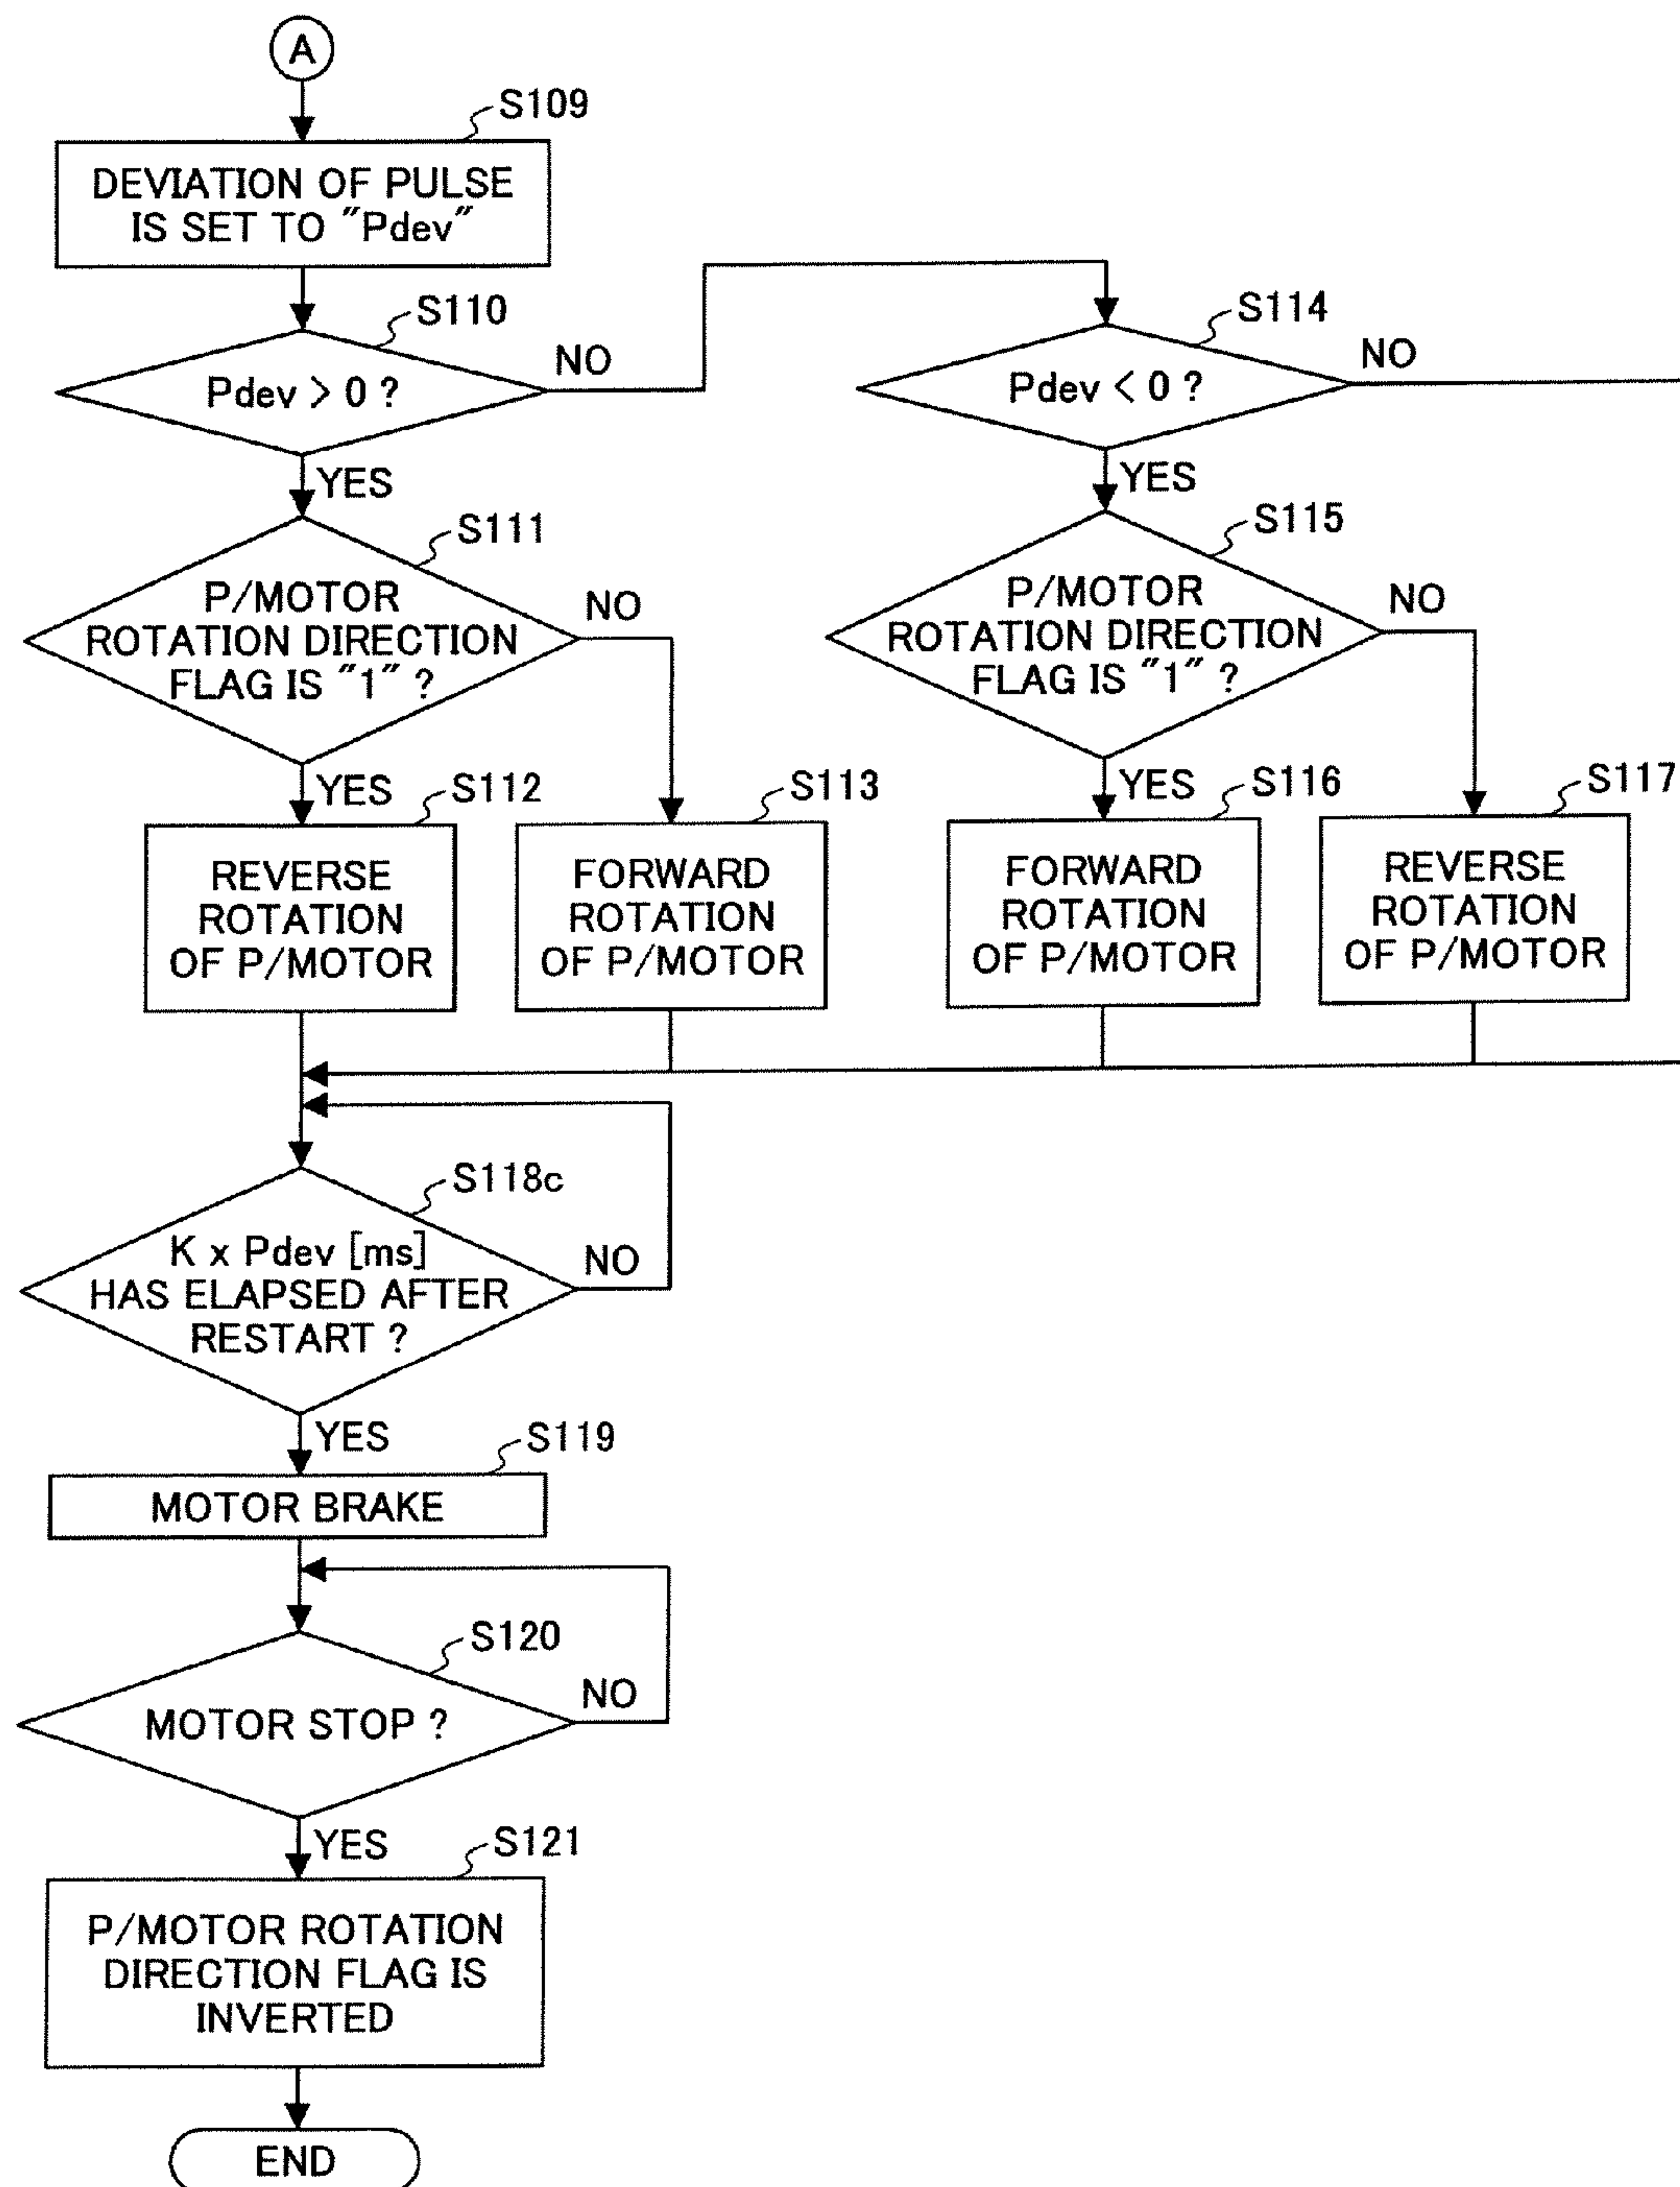 A
S109
DEVIATION OF PULSE
IS SET TO "Pdev"
S110
Pdev > 0 ?
NO
YES
S114
Pdev < 0 ?
NO
YES
S111
P/MOTOR
ROTATION DIRECTION
FLAG IS "1" ?
NO
YES
S115
P/MOTOR
ROTATION DIRECTION
FLAG IS "1" ?
NO
YES
S112
REVERSE
ROTATION
OF P/MOTOR
S113
FORWARD
ROTATION
OF P/MOTOR
S116
FORWARD
ROTATION
OF P/MOTOR
S117
REVERSE
ROTATION
OF P/MOTOR
S118c
K x Pdev [ms]
HAS ELAPSED AFTER
RESTART ?
NO
YES
S119
MOTOR BRAKE
S120
MOTOR STOP ?
NO
YES
S121
P/MOTOR ROTATION
DIRECTION FLAG IS
INVERTED
END